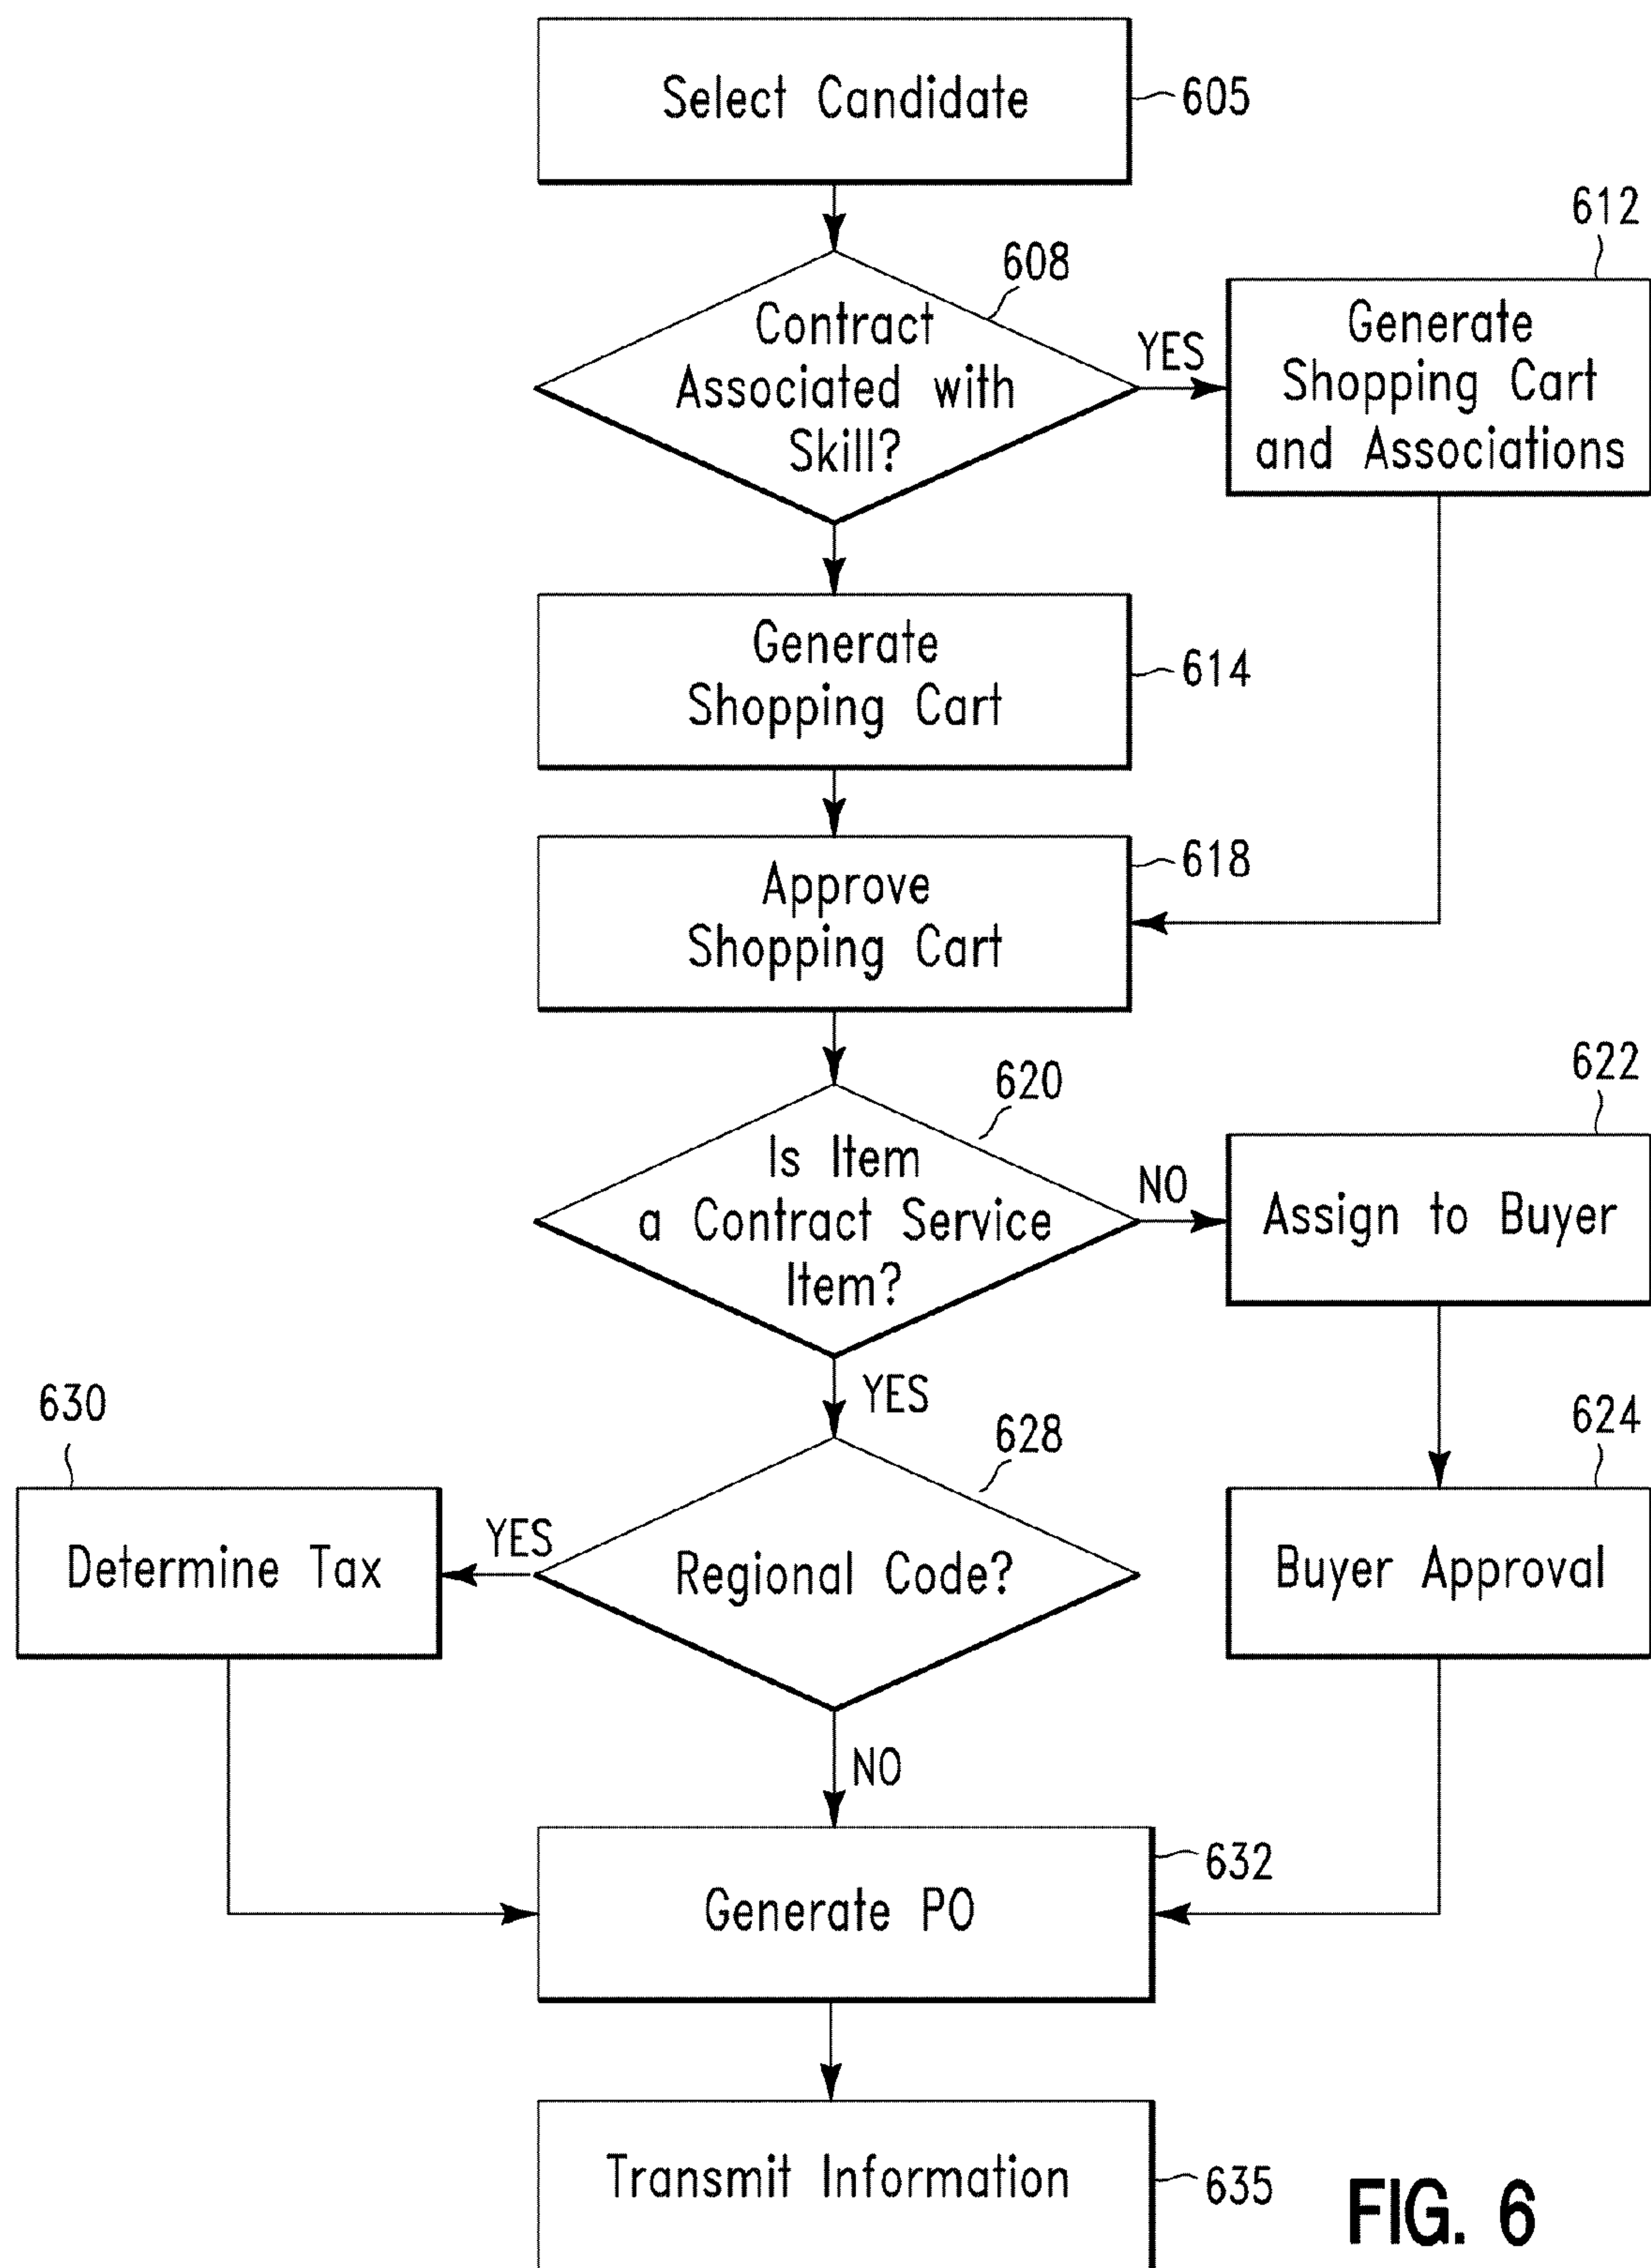 Select Candidate
605
608
612
Contract
Associated with
Skill?
YES
Generate
Shopping Cart
and Associations
Generate
Shopping Cart
614
Approve
Shopping Cart
618
620
622
Is Item
a Contract Service
Item?
NO
Assign to Buyer
YES
630
628
624
Determine Tax
YES
Regional Code?
Buyer Approval
NO
632
Generate PO
Transmit Information
635
FIG. 6